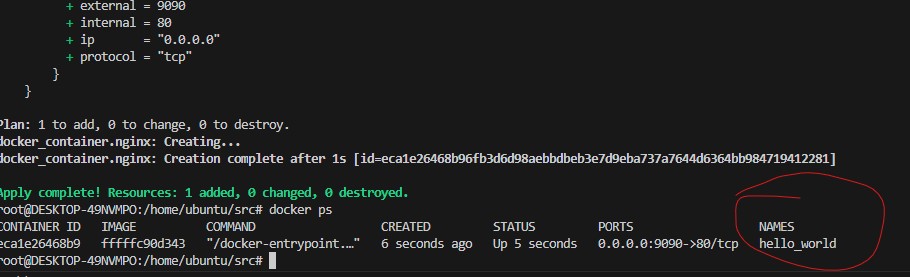 + external = 9090
+ internal = 80
+ ip       = "0.0.0.0"
+ protocol = "tcp"
}
}
Plan: 1 to add, 0 to change, 0 to destroy.
docker_container.nginx: Creating...
docker_container.nginx: Creation complete after 1s [id=eca1e26468b96fb3d6d98aebbdbeb3e7d9eba737a7644d6364bb984719412281]
Apply complete! Resources: 1 added, 0 changed, 0 destroyed.
root@DESKTOP-49NVMPO:/home/ubuntu/src# docker ps
CONTAINER ID   IMAGE          COMMAND                  CREATED         STATUS         PORTS                  NAMES
eca1e26468b9   fffffc90d343   "/docker-entrypoint.…"   6 seconds ago   Up 5 seconds   0.0.0.0:9090->80/tcp   hello_world
root@DESKTOP-49NVMPO:/home/ubuntu/src#